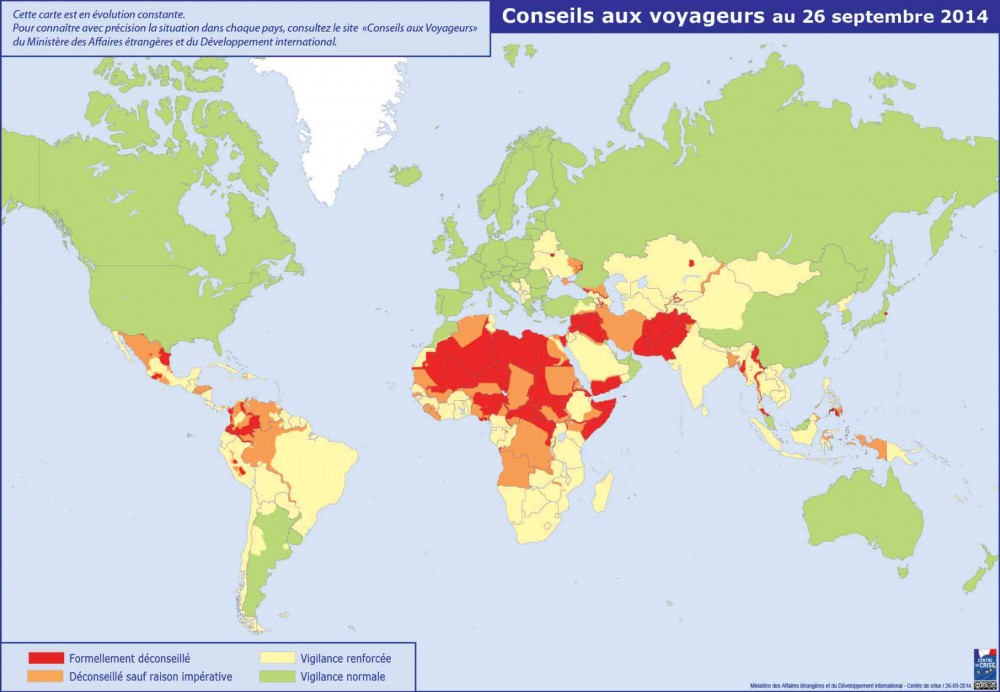 Cette carte est en évolution constante.
Pour connaître avec précision la situation dans chaque pays, consultez le site «Conseils aux Voyageurs»
du Ministère des Affaires étrangères et du Développement international.
Conseils aux voyageurs au 26 septembre 2014
Formellement déconseillé
Déconseillé sauf raison impérative
Vigilance renforcée
Vigilance normale
CENTRE
DE CRISE
Ministère des Affaires étrangères et du Développement international - Centre de crise / 26-09-2014